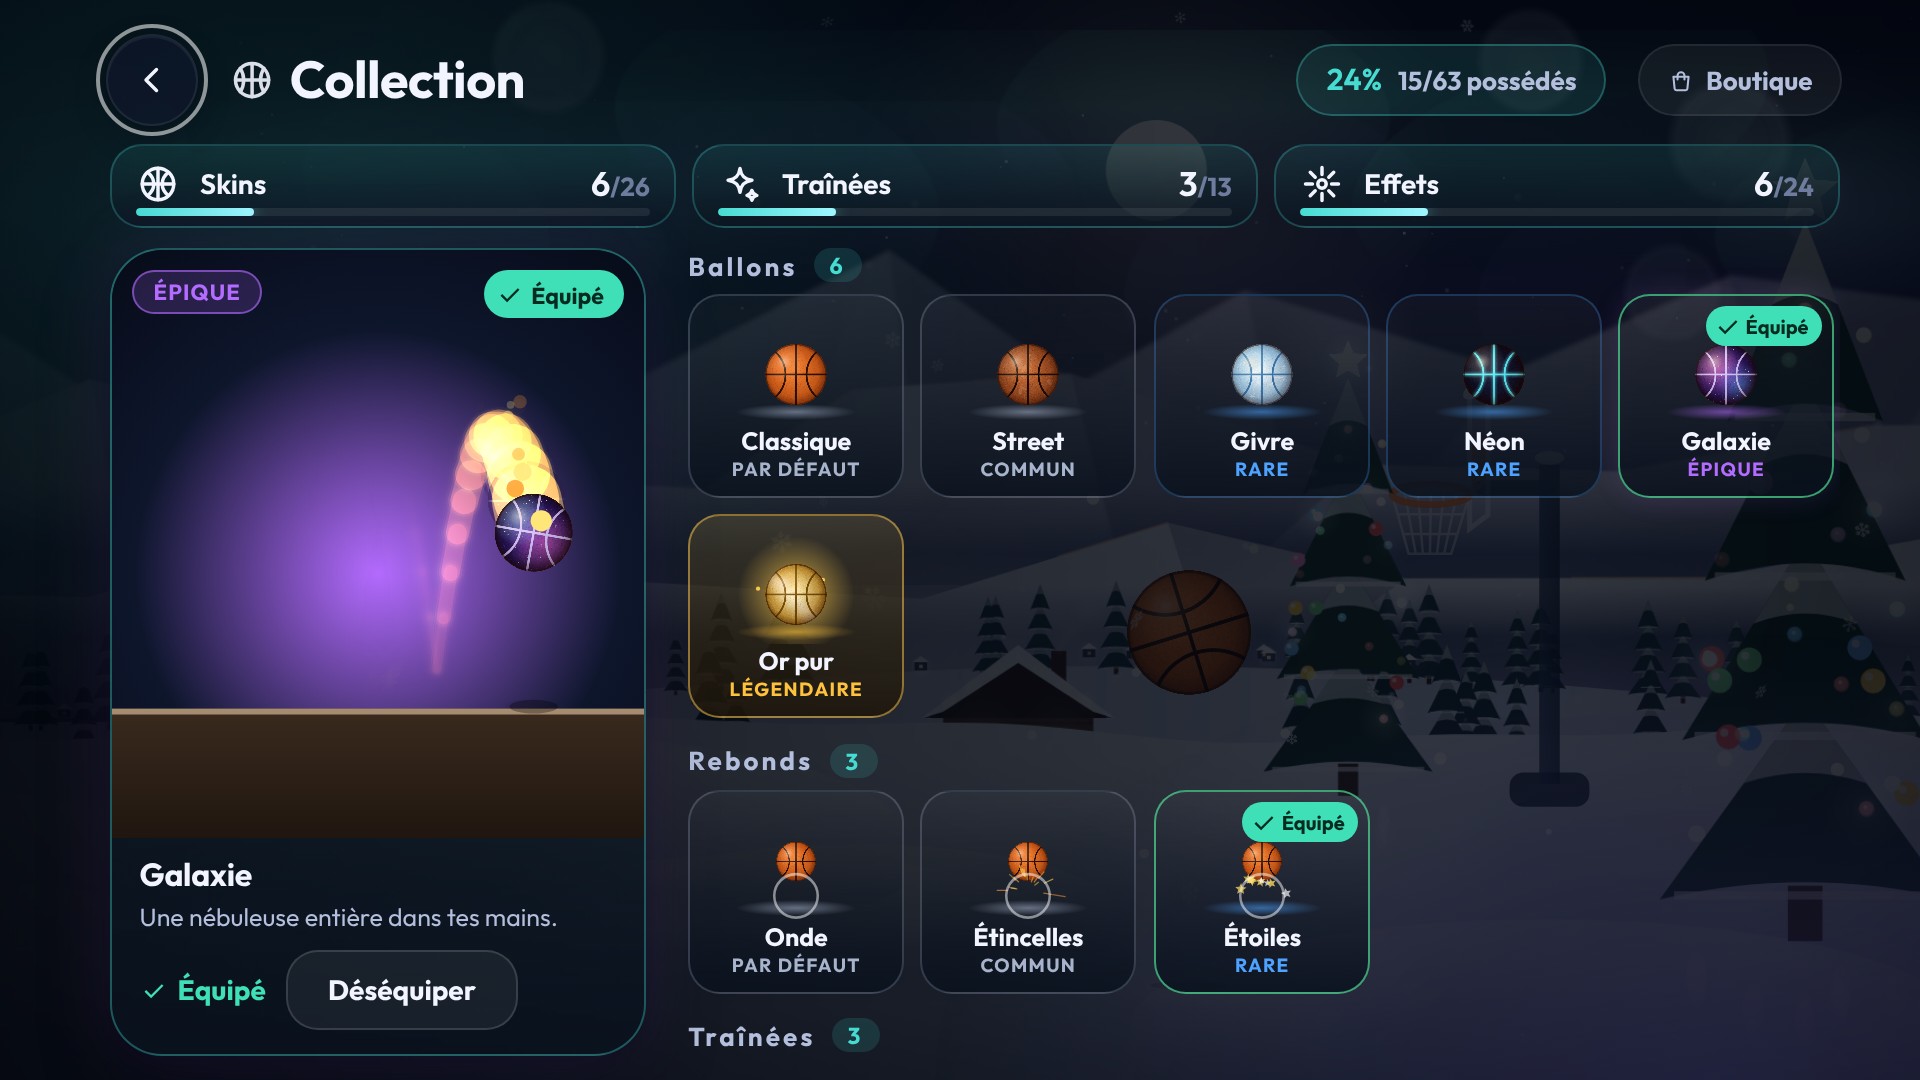 Collection
24% 15/63 possédés
Boutique
Skins 6/26
Traînées 3/13
Effets 6/24
ÉPIQUE
Équipé
Galaxie
Une nébuleuse entière dans tes mains.
Équipé
Déséquiper
Ballons 6
Classique
PAR DÉFAUT
Street
COMMUN
Givre
RARE
Néon
RARE
Équipé
Galaxie
ÉPIQUE
Or pur
LÉGENDAIRE
Rebonds 3
Onde
PAR DÉFAUT
Étincelles
COMMUN
Équipé
Étoiles
RARE
Traînées 3